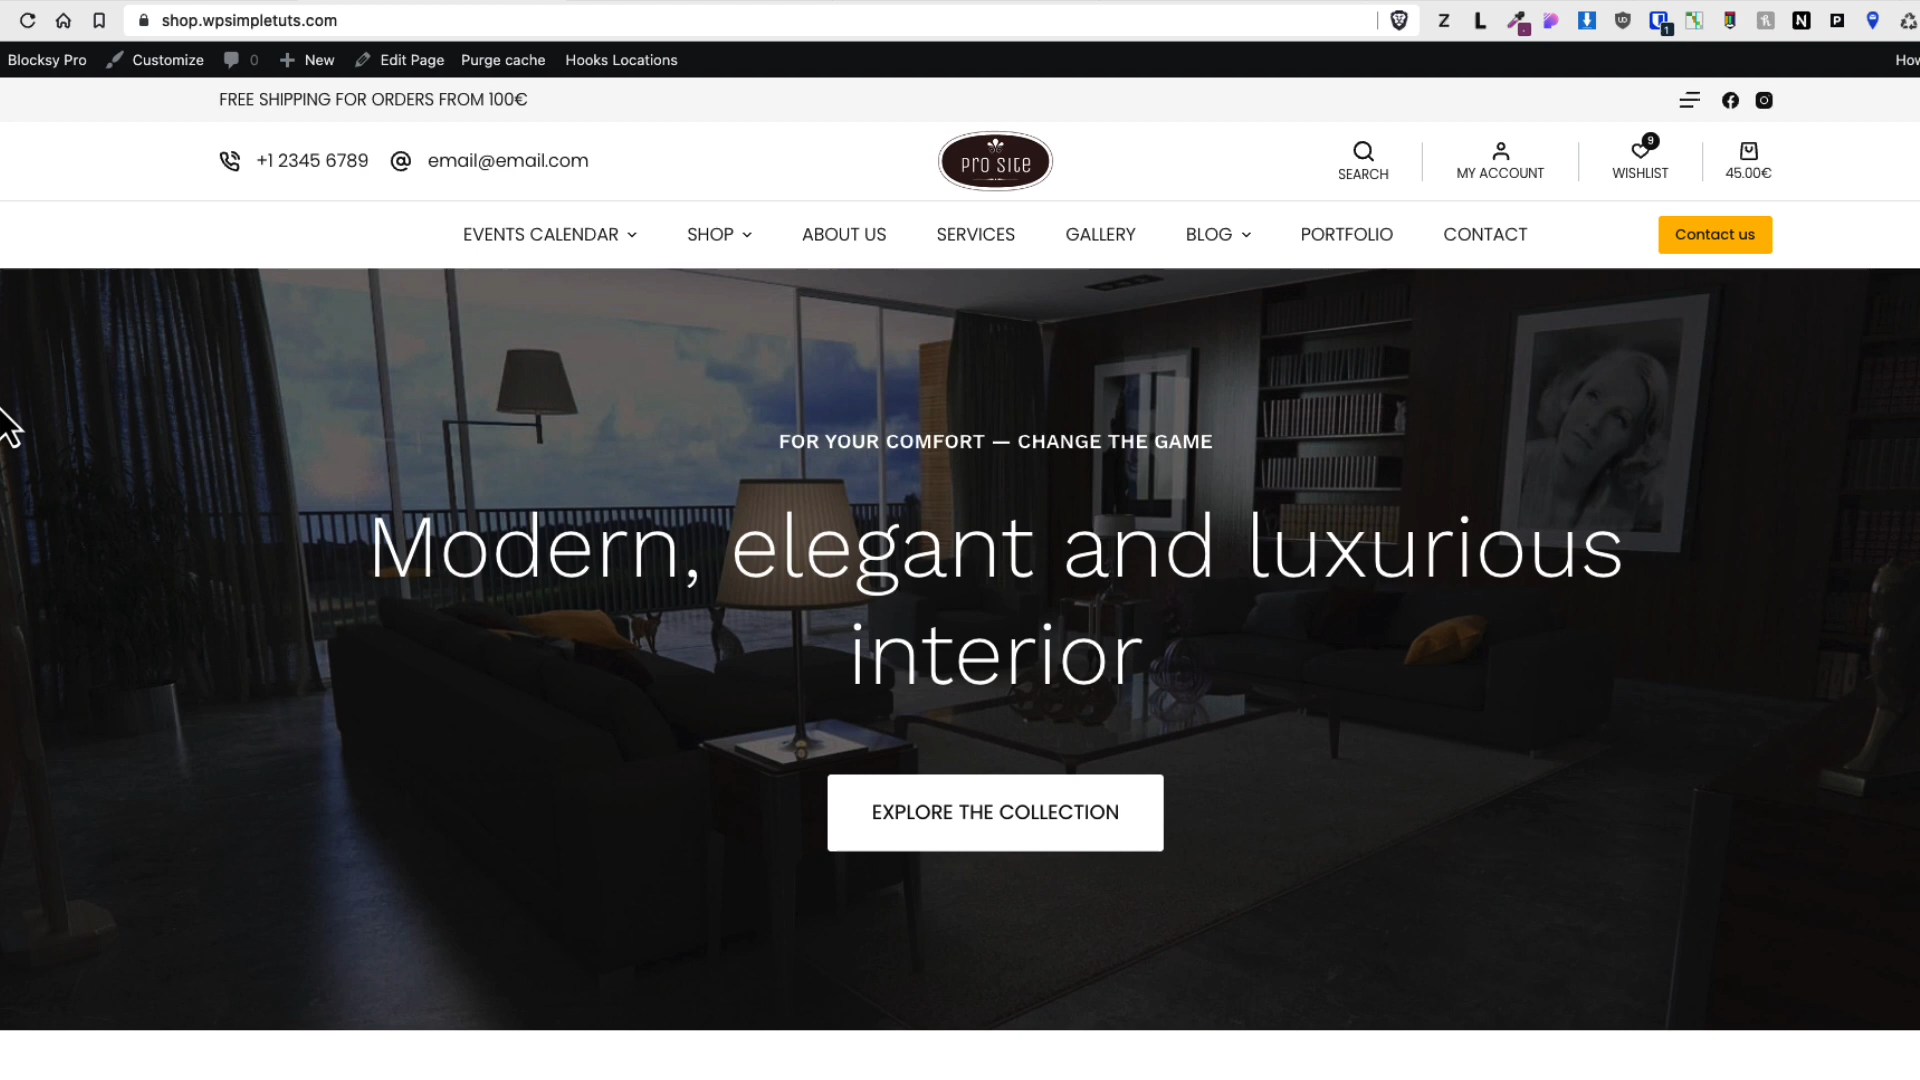 shop.wpsimpletuts.com
Z L UD 1 N P
Blocksy Pro Customize 0 New Edit Page Purge cache Hooks Locations How
FREE SHIPPING FOR ORDERS FROM 100€
+1 2345 6789 email@email.com
PRO SITE
SEARCH
MY ACCOUNT
9
WISHLIST
45.00€
EVENTS CALENDAR SHOP ABOUT US SERVICES GALLERY BLOG PORTFOLIO CONTACT Contact us
FOR YOUR COMFORT — CHANGE THE GAME
Modern, elegant and luxurious
interior
EXPLORE THE COLLECTION